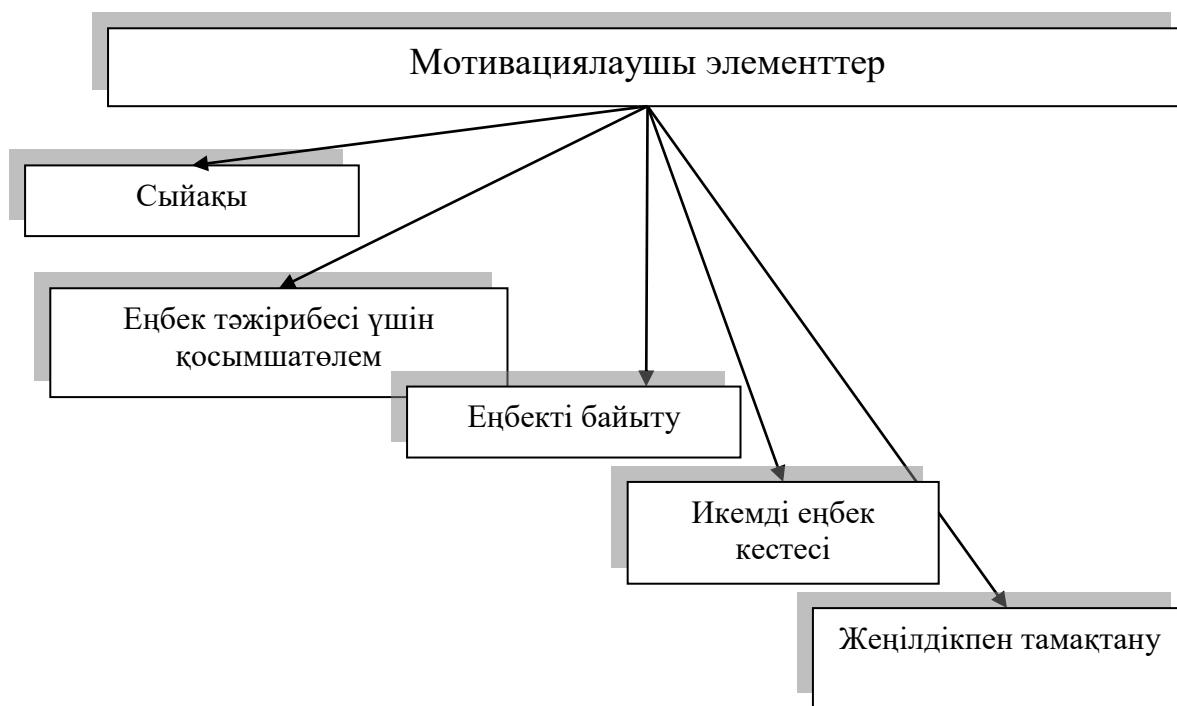 Мотивациялаушы элементтер
Сыйақы
Еңбек тәжірибесі үшін
қосымшатөлем
Еңбекті байыту
Икемді еңбек
кестесі
Жеңілдікпен тамақтану